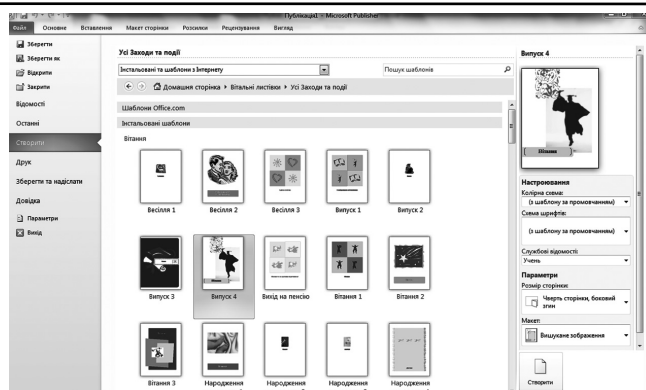 Публікація1 - Microsoft Publisher
Файл Основне Вставлення Макет сторінки Розсилки Рецензування Вигляд
Зберегти
Зберегти як
Відкрити
Закрити
Відомості
Останні
Створити
Друк
Зберегти та надіслати
Довідка
Параметри
Вихід
Усі Заходи та події
Інстальовані та шаблони з Інтернету
Пошук шаблонів
Домашня сторінка Вітальні листівки Усі Заходи та події
Шаблони Office.com
Інстальовані шаблони
Вітання
Весілля 1 Весілля 2 Весілля 3 Випуск 1 Випуск 2
Випуск 3 Випуск 4 Вихід на пенсію Вітання 1 Вітання 2
Вітання 3 Народження Народження Народження Народження
Випуск 4
Вітання
Настроювання
Колірна схема:
(з шаблону за промовчанням)
Схема шрифтів:
(з шаблону за промовчанням)
Службові відомості:
Учень
Параметри
Розмір сторінки:
Чверть сторінки, боковий
згин
Макет:
Вишукане зображення
Створити